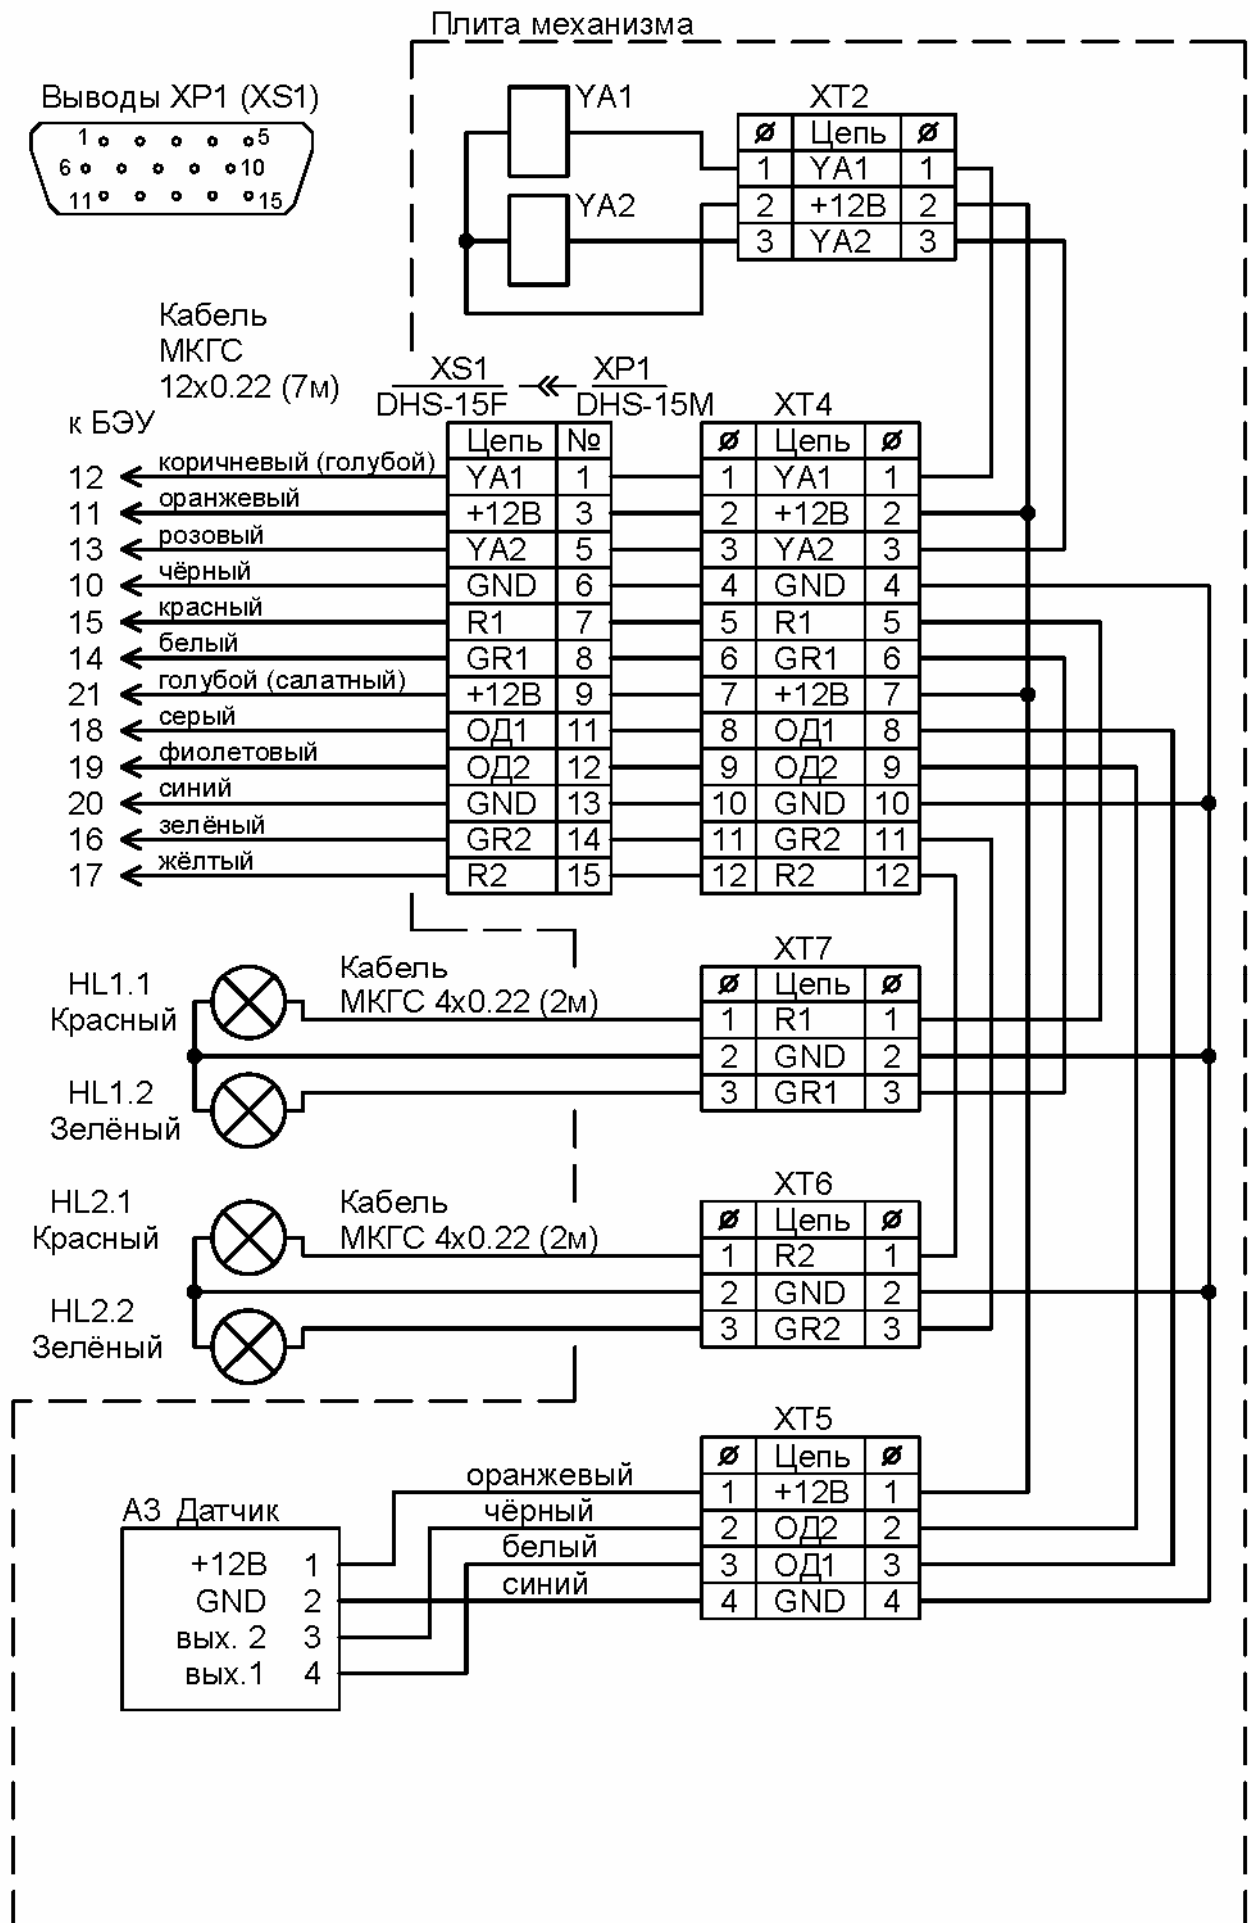 Плита механизма
Выводы XP1 (XS1)
1 5
6 10
11 15
YA1
YA2
XT2
Ø Цепь Ø
1 YA1 1
2 +12В 2
3 YA2 3
Кабель
МКГС
12х0.22 (7м)
к БЭУ
XS1 XP1
DHS-15F DHS-15M
XT4
Цепь № Ø Цепь Ø
12 коричневый (голубой) YA1 1 1 YA1 1
11 оранжевый +12В 3 2 +12В 2
13 розовый YA2 5 3 YA2 3
10 чёрный GND 6 4 GND 4
15 красный R1 7 5 R1 5
14 белый GR1 8 6 GR1 6
21 голубой (салатный) +12В 9 7 +12В 7
18 серый ОД1 11 8 ОД1 8
19 фиолетовый ОД2 12 9 ОД2 9
20 синий GND 13 10 GND 10
16 зелёный GR2 14 11 GR2 11
17 жёлтый R2 15 12 R2 12
HL1.1
Красный
Кабель
МКГС 4х0.22 (2м)
HL1.2
Зелёный
XT7
Ø Цепь Ø
1 R1 1
2 GND 2
3 GR1 3
HL2.1
Красный
Кабель
МКГС 4х0.22 (2м)
HL2.2
Зелёный
XT6
Ø Цепь Ø
1 R2 1
2 GND 2
3 GR2 3
XT5
Ø Цепь Ø
оранжевый 1 +12В 1
чёрный 2 ОД2 2
белый 3 ОД1 3
синий 4 GND 4
А3 Датчик
+12В 1
GND 2
вых. 2 3
вых.1 4